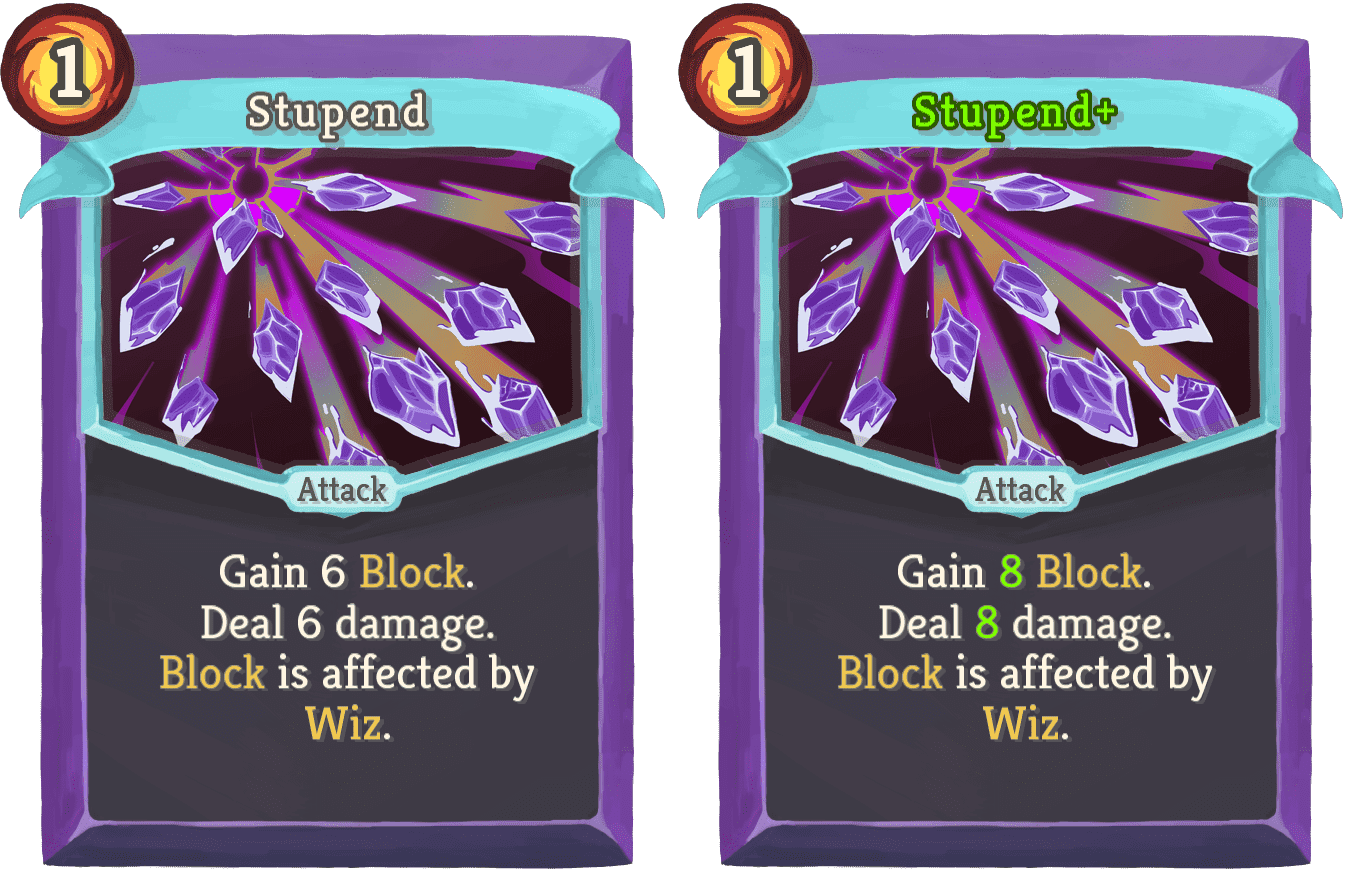 1
Stupend
Attack
Gain 6 Block.
Deal 6 damage.
Block is affected by
Wiz.
1
Stupend+
Attack
Gain 8 Block.
Deal 8 damage.
Block is affected by
Wiz.